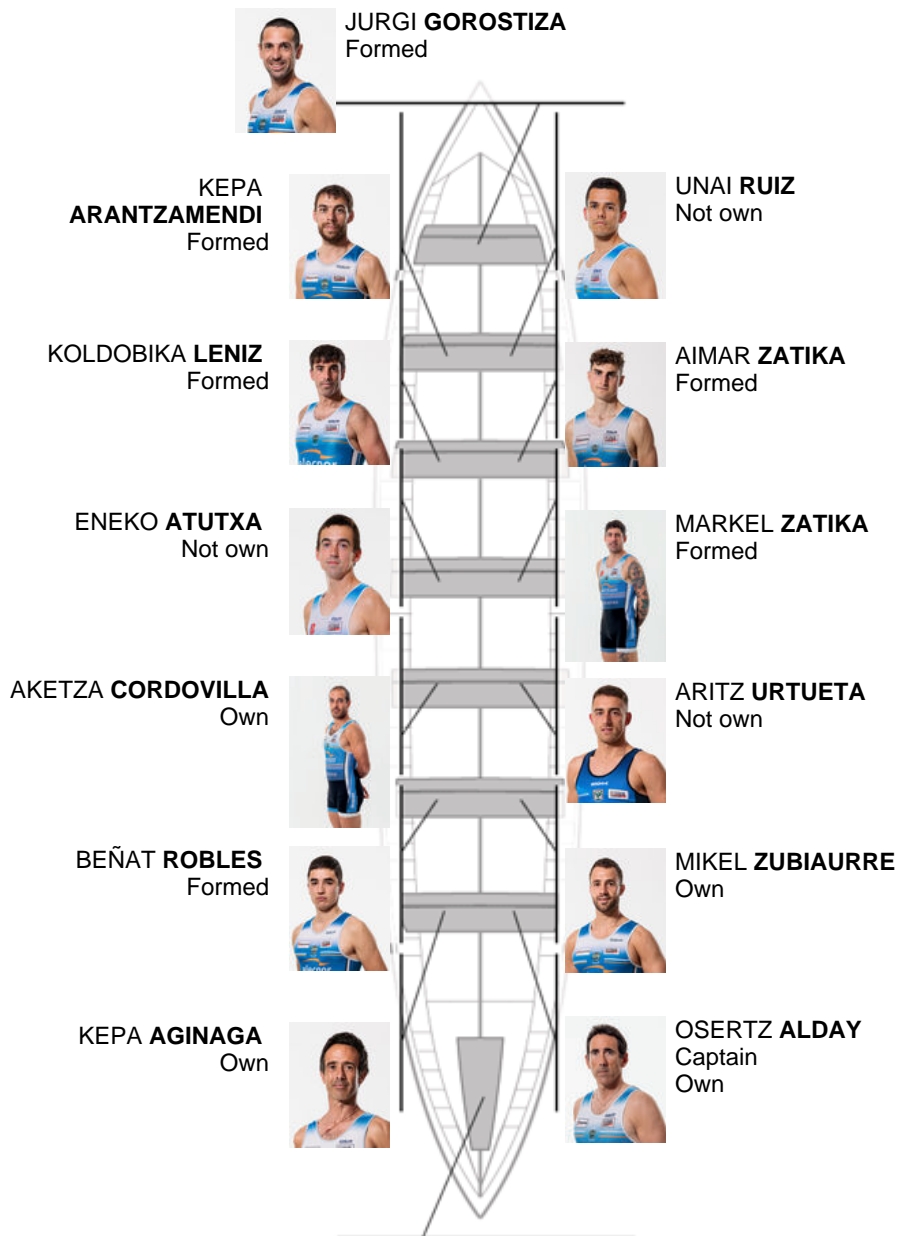 JURGI GOROSTIZA
Formed
KEPA
ARANTZAMENDI
Formed
UNAI RUIZ
Not own
KOLDOBIKA LENIZ
Formed
AIMAR ZATIKA
Formed
ENEKO ATUTXA
Not own
MARKEL ZATIKA
Formed
AKETZA CORDOVILLA
Own
ARITZ URTUETA
Not own
BEÑAT ROBLES
Formed
MIKEL ZUBIAURRE
Own
KEPA AGINAGA
Own
OSERTZ ALDAY
Captain
Own